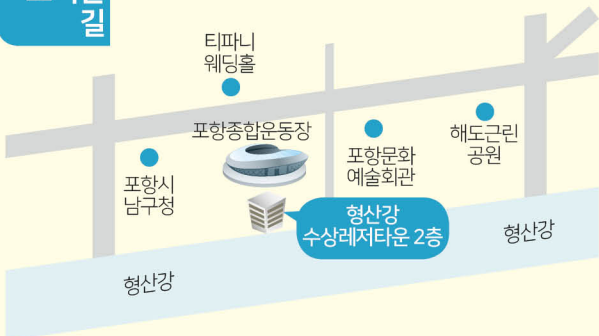 길
티파니
웨딩홀
포항종합운동장
해도근린
공원
포항문화
예술회관
포항시
남구청
형산강
수상레저타운 2층
형산강
형산강